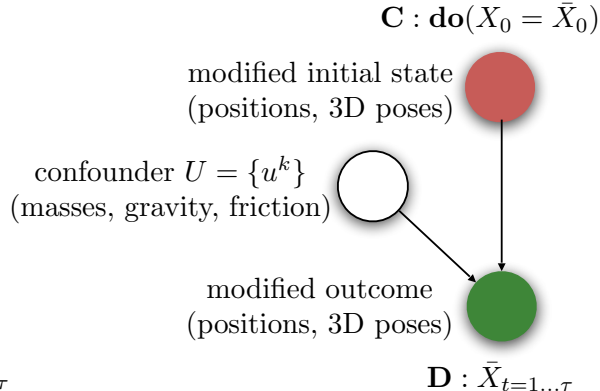 C : do(X₀ = X̄₀)
modified initial state
(positions, 3D poses)
confounder U = {uᵏ}
(masses, gravity, friction)
modified outcome
(positions, 3D poses)
τ
D : X̄ₜ₌₁…τ